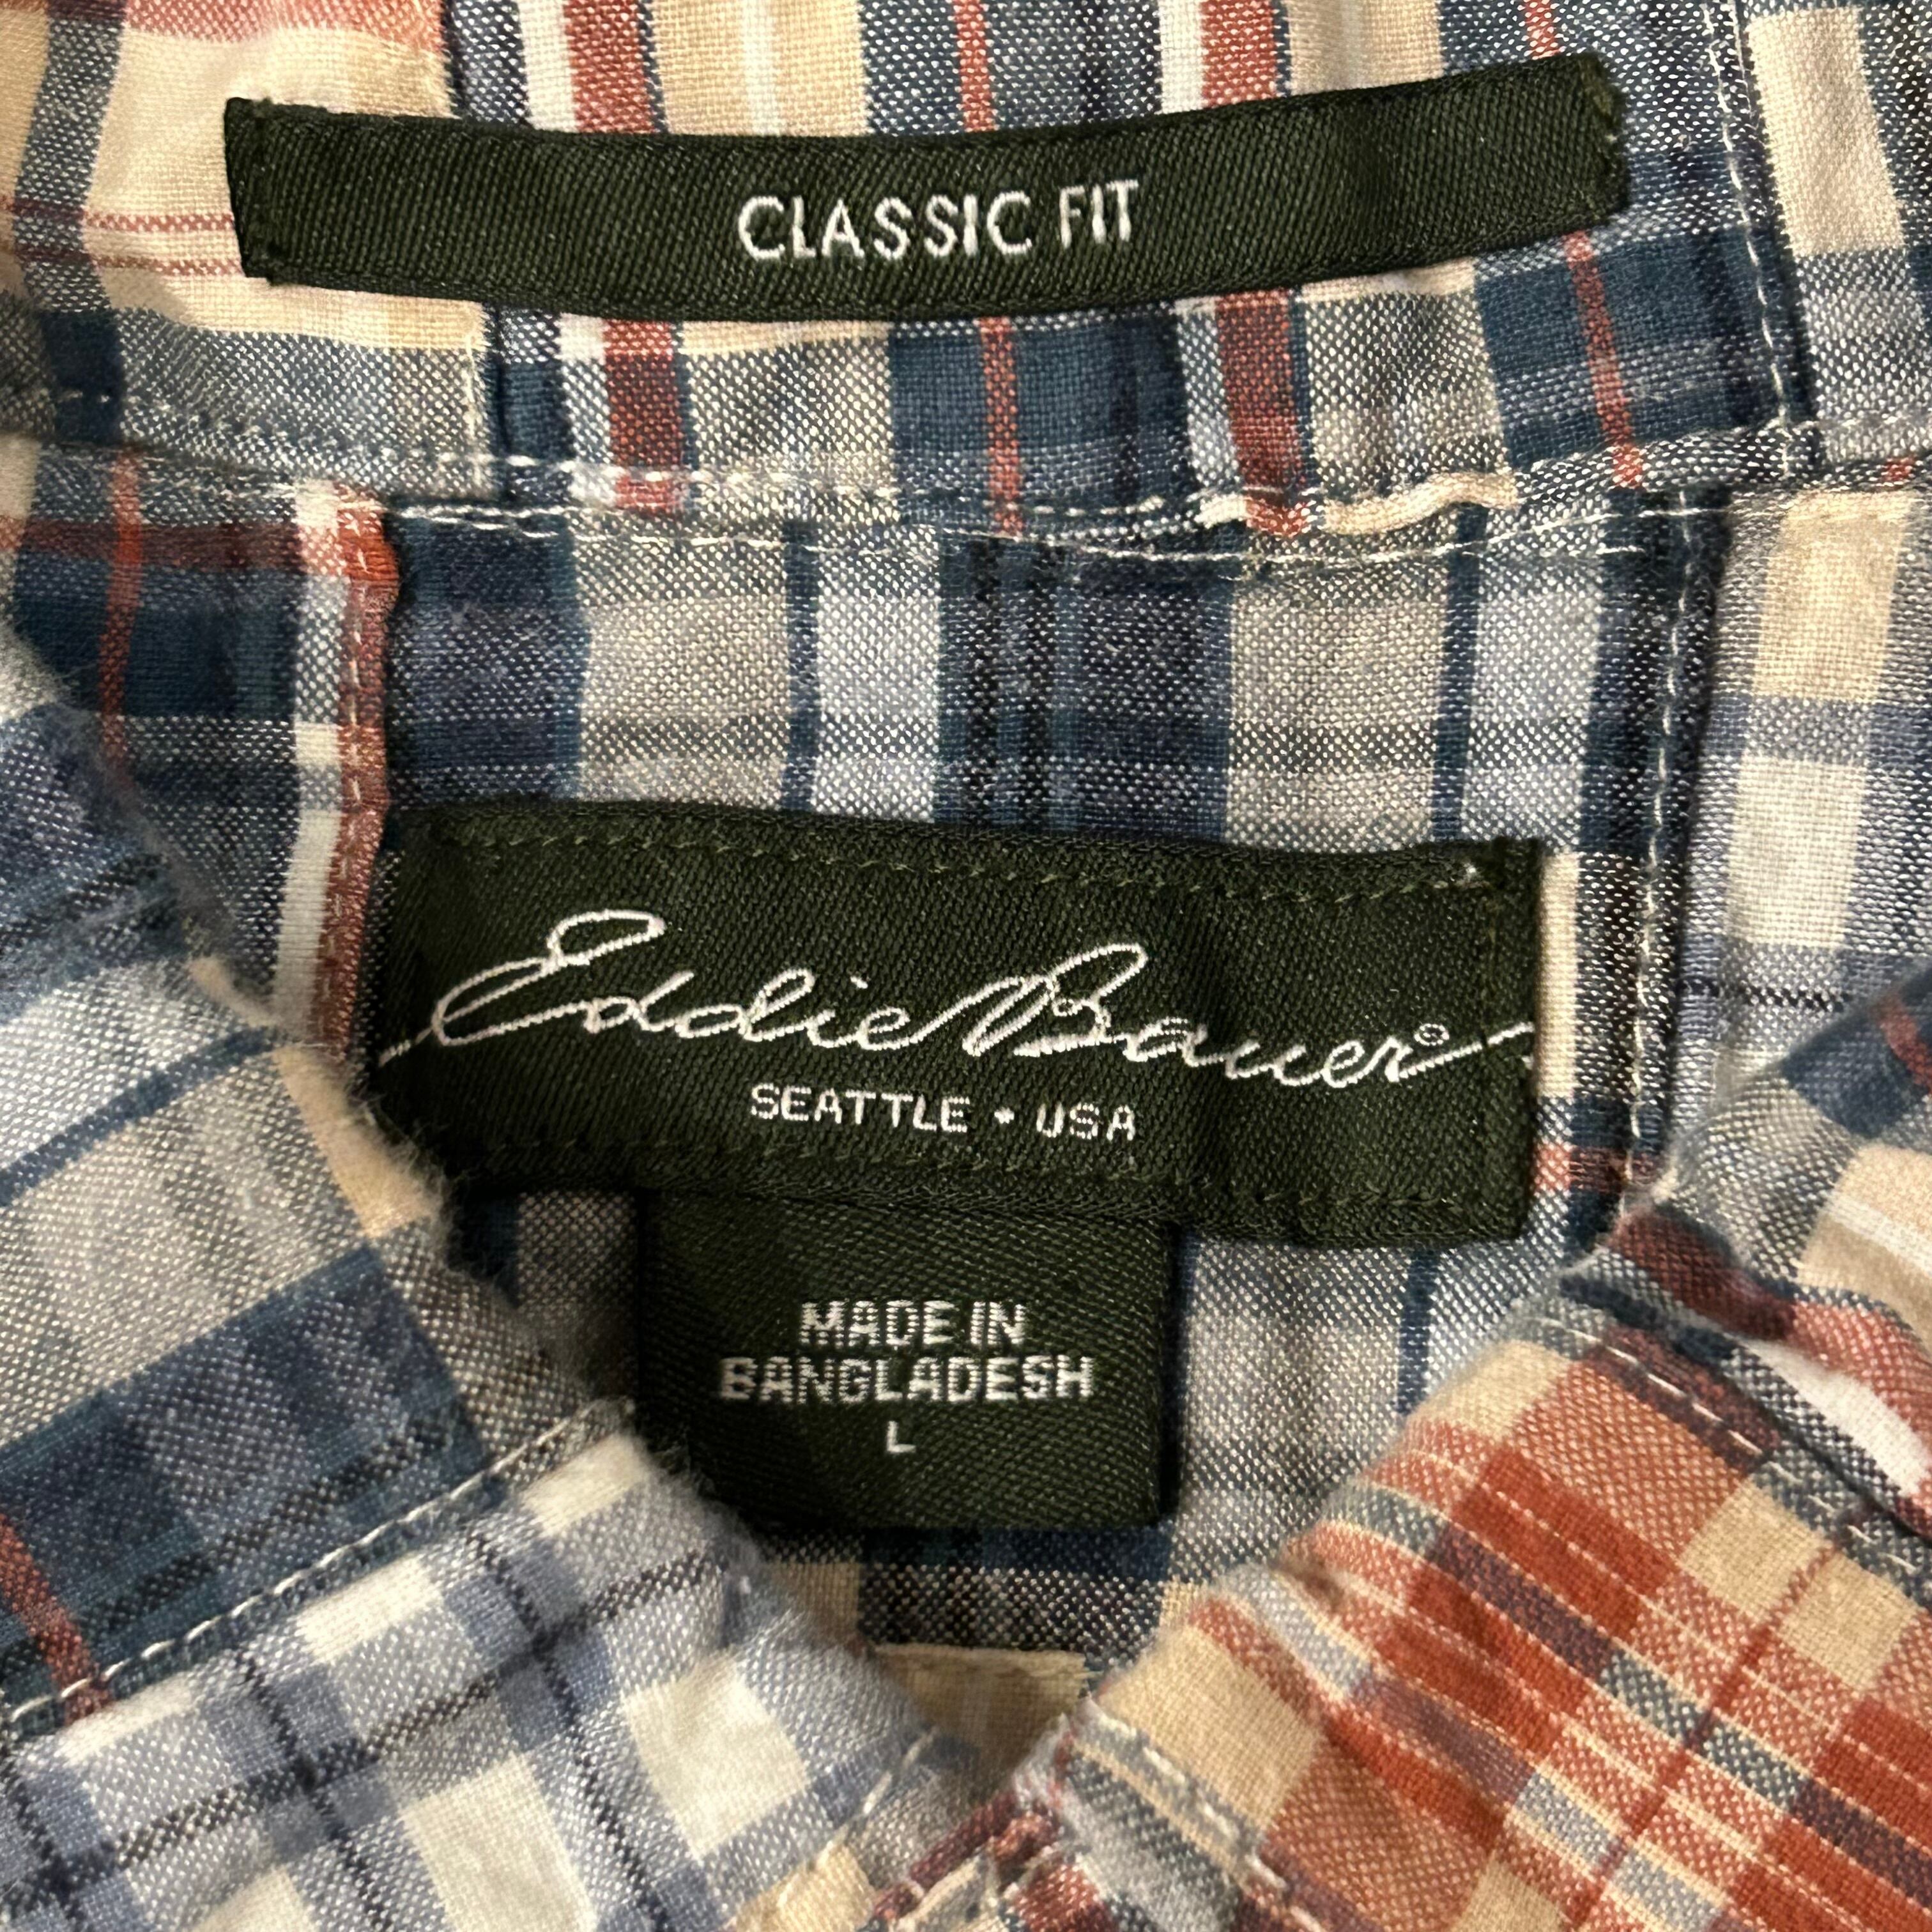 CLASSIC FIT
Eddie Bauer®
SEATTLE • USA
MADE IN
BANGLADESH
L